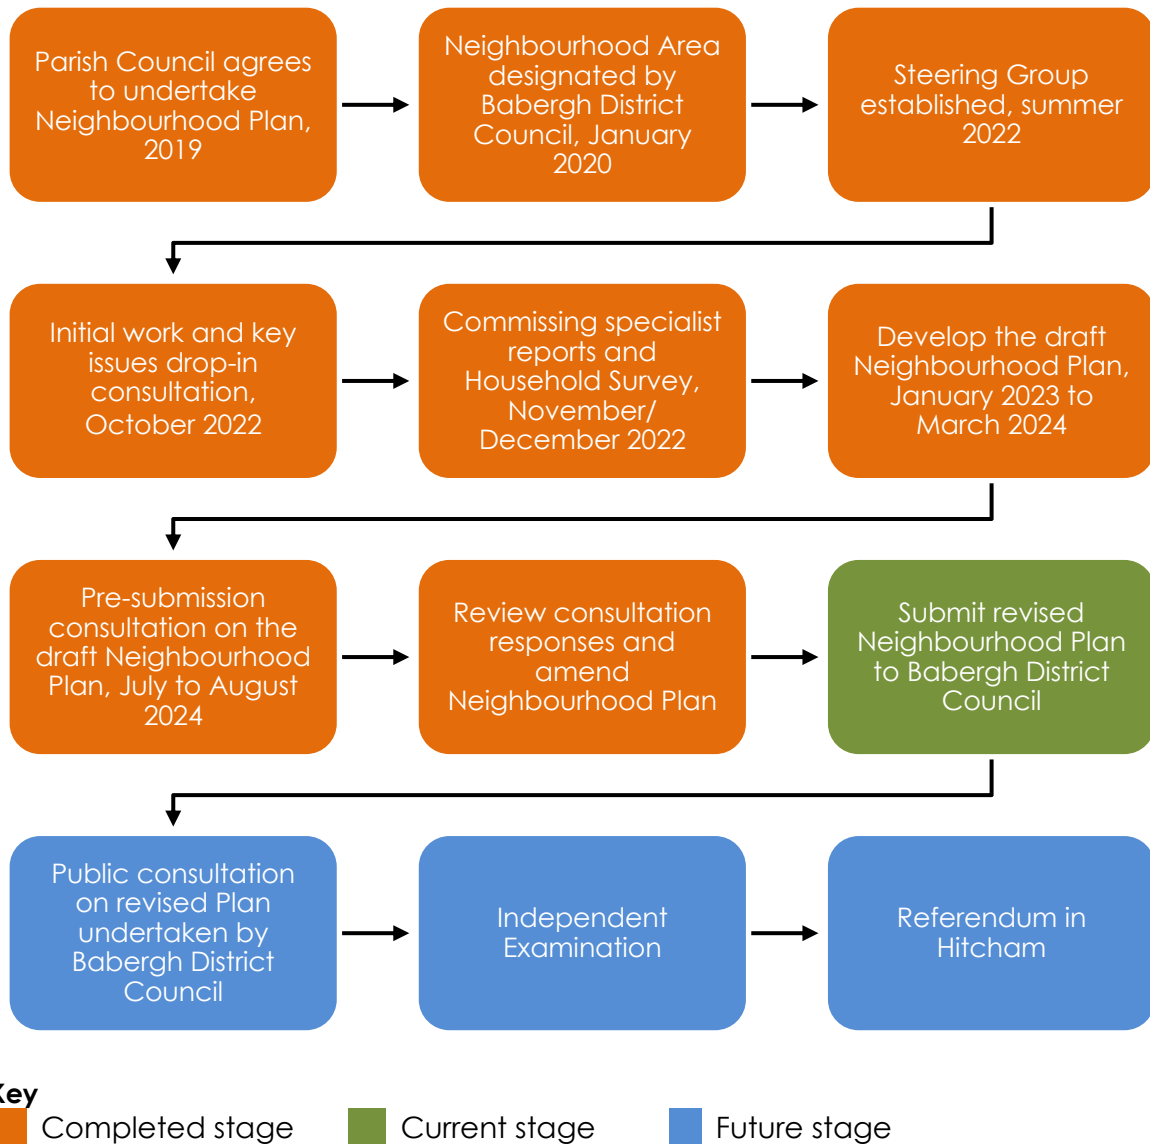 Parish Council agrees
to undertake
Neighbourhood Plan,
2019
Neighbourhood Area
designated by
Babergh District
Council, January
2020
Steering Group
established, summer
2022
Initial work and key
issues drop-in
consultation,
October 2022
Commissing specialist
reports and
Household Survey,
November/
December 2022
Develop the draft
Neighbourhood Plan,
January 2023 to
March 2024
Pre-submission
consultation on the
draft Neighbourhood
Plan, July to August
2024
Review consultation
responses and
amend
Neighbourhood Plan
Submit revised
Neighbourhood Plan
to Babergh District
Council
Public consultation
on revised Plan
undertaken by
Babergh District
Council
Independent
Examination
Referendum in
Hitcham
Key
Completed stage
Current stage
Future stage